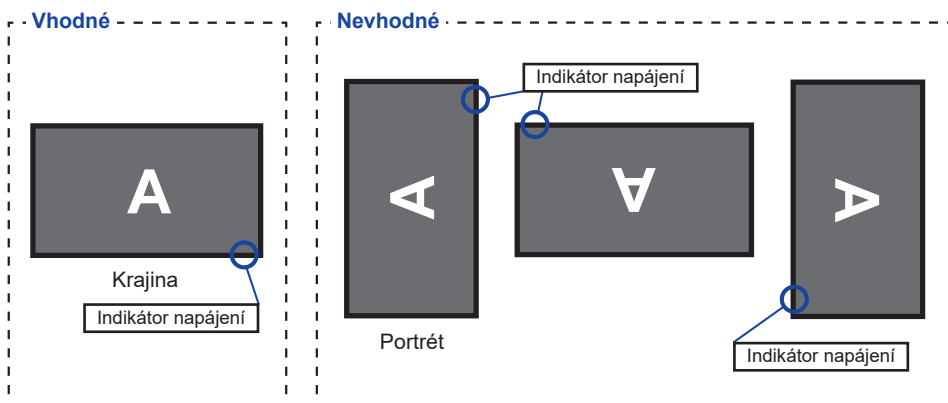 Vhodné
A
Krajina
Indikátor napájení
Nevhodné
Indikátor napájení
A
Portrét
A
A
Indikátor napájení